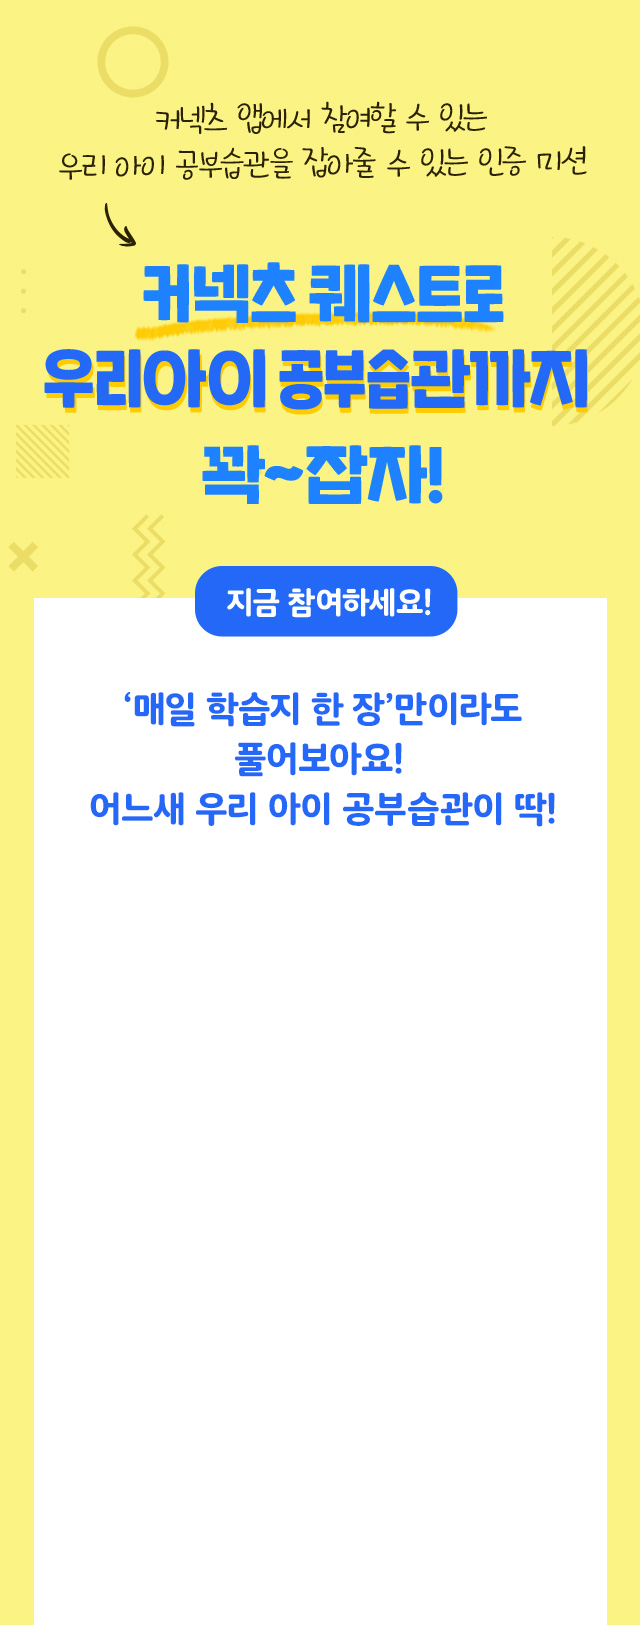 커넥츠 앱에서 참여할 수 있는
우리 아이 공부습관을 잡아줄 수 있는 인증 미션
커넥츠 퀘스트로
우리아이 공부습관까지
꽉~잡자!
지금 참여하세요!
‘매일 학습지 한 장’만이라도
풀어보아요!
어느새 우리 아이 공부습관이 딱!